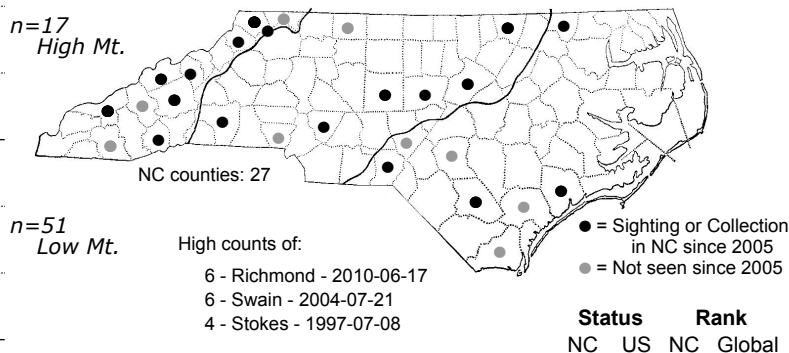 n=17
High Mt.
NC counties: 27
n=51
Low Mt.
High counts of:
6 - Richmond - 2010-06-17
6 - Swain - 2004-07-21
4 - Stokes - 1997-07-08
● = Sighting or Collection
in NC since 2005
● = Not seen since 2005
Status Rank
NC US NC Global